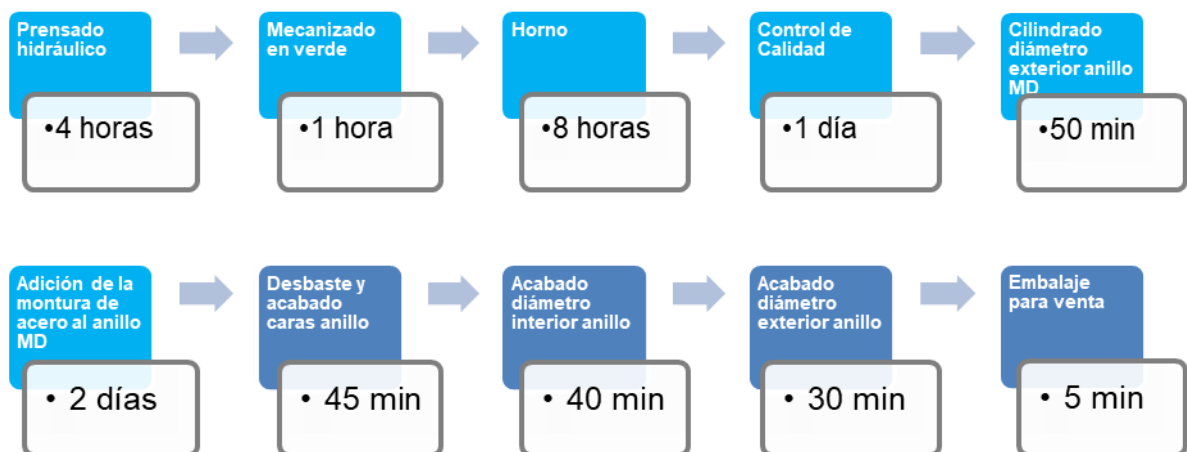 Prensado
hidráulico
•4 horas
Mecanizado
en verde
•1 hora
Horno
•8 horas
Control de
Calidad
•1 día
Cilindrado
diámetro
exterior anillo
MD
•50 min
Adición de la
montura de
acero al anillo
MD
• 2 días
Desbaste y
acabado
caras anillo
• 45 min
Acabado
diámetro
interior anillo
• 40 min
Acabado
diámetro
exterior anillo
• 30 min
Embalaje
para venta
• 5 min